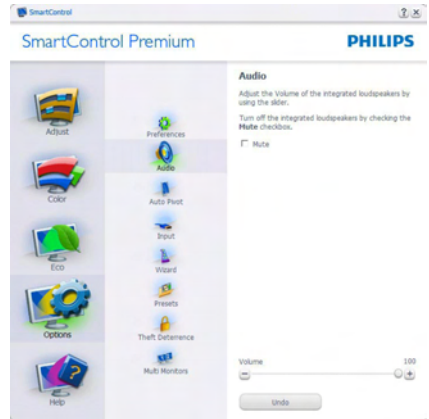 SmartControl
SmartControl Premium
PHILIPS
Adjust
Color
Eco
Options
Help
Preferences
Audio
Auto Pivot
Input
Wizard
Presets
Theft Deterrence
Multi Monitors
Audio
Adjust the Volume of the integrated loudspeakers by
using the slider.
Turn off the integrated loudspeakers by checking the
Mute checkbox.
Mute
Volume 100
Undo